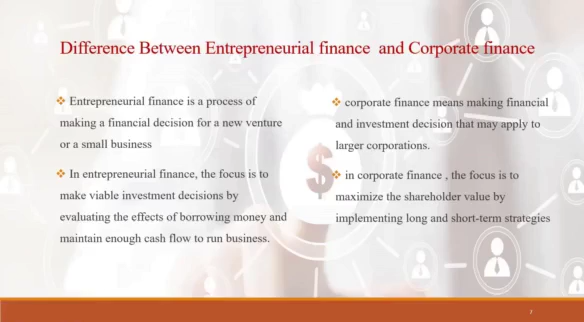 Difference Between Entrepreneurial finance and Corporate finance
❖ Entrepreneurial finance is a process of
making a financial decision for a new venture
or a small business
❖ In entrepreneurial finance, the focus is to
make viable investment decisions by
evaluating the effects of borrowing money and
maintain enough cash flow to run business.
❖ corporate finance means making financial
and investment decision that may apply to
larger corporations.
❖ in corporate finance , the focus is to
maximize the shareholder value by
implementing long and short-term strategies
$